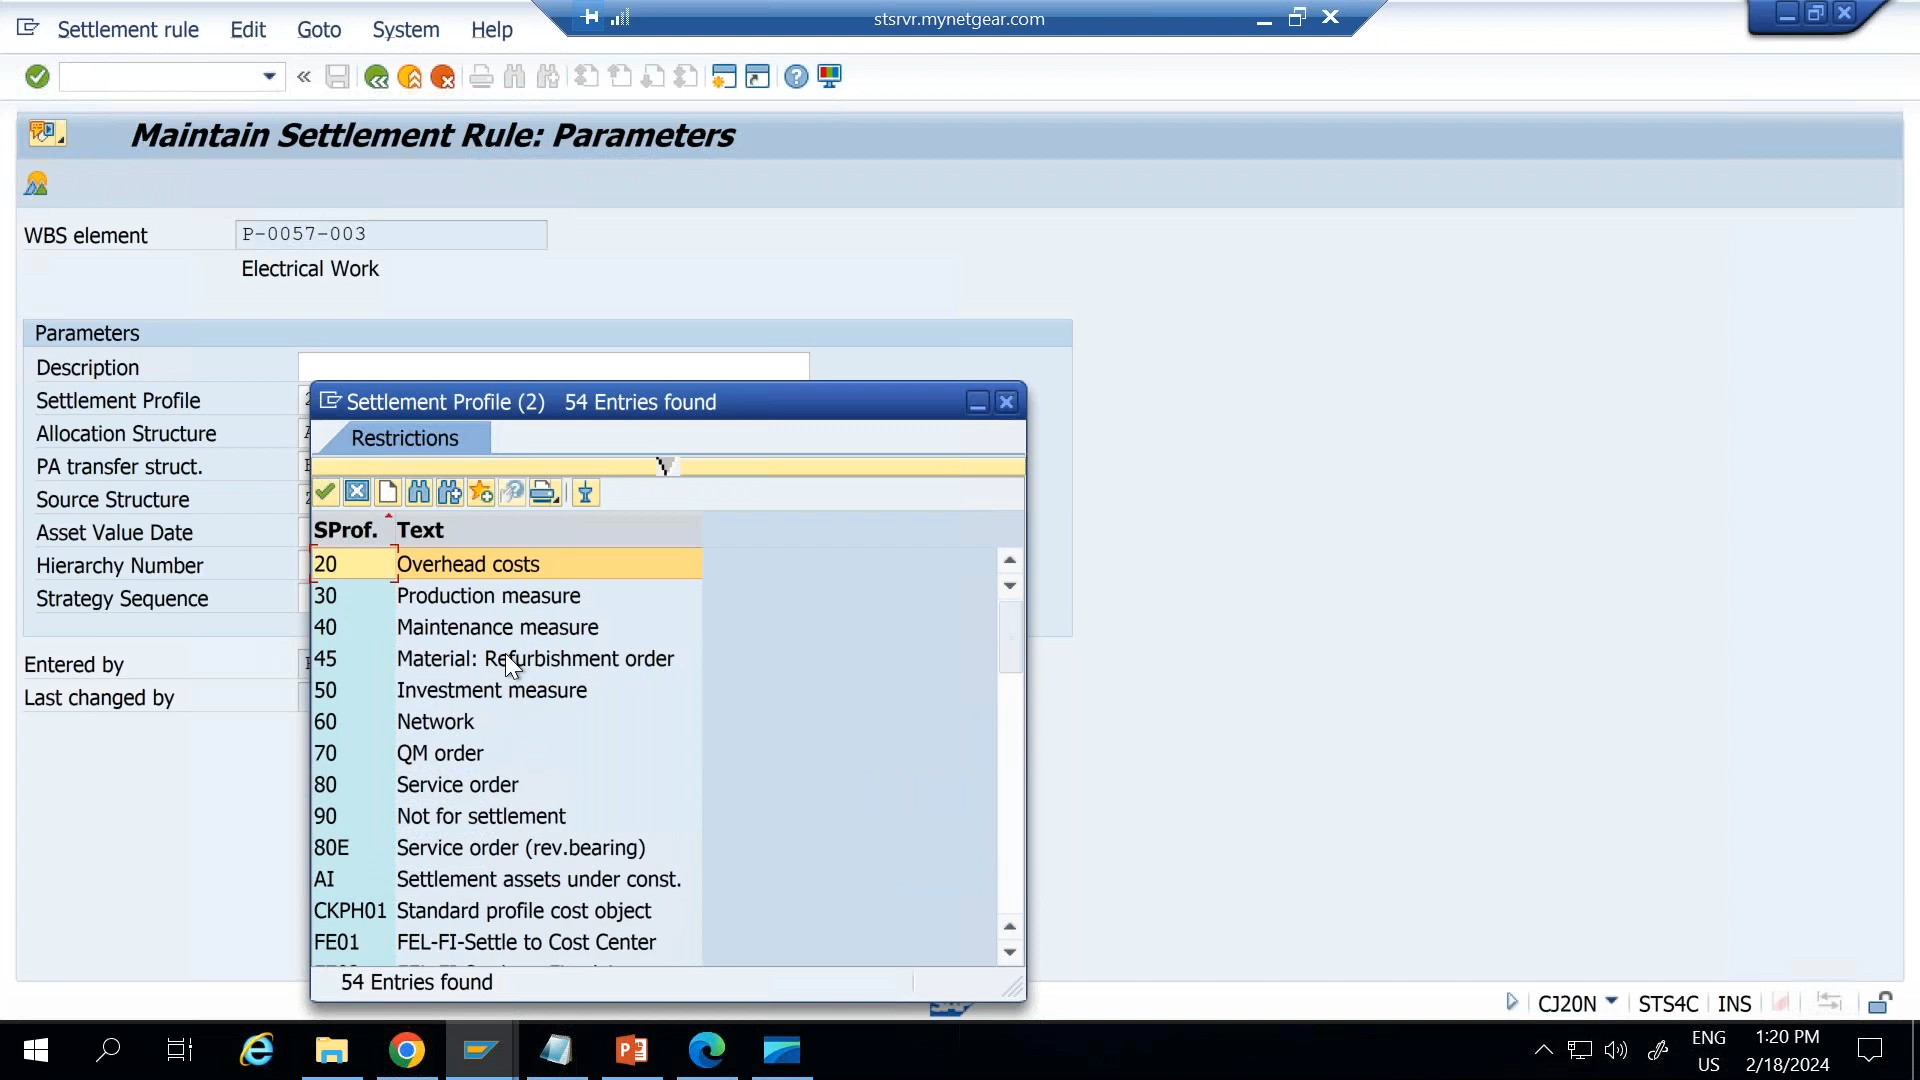 Settlement rule Edit Goto System Help
stsrvr.mynetgear.com
Maintain Settlement Rule: Parameters
WBS element P-0057-003
Electrical Work
Parameters
Description
Settlement Profile
Allocation Structure
PA transfer struct.
Source Structure
Asset Value Date
Hierarchy Number
Strategy Sequence
Entered by
Last changed by
Settlement Profile (2) 54 Entries found
Restrictions
SProf. Text
20 Overhead costs
30 Production measure
40 Maintenance measure
45 Material: Refurbishment order
50 Investment measure
60 Network
70 QM order
80 Service order
90 Not for settlement
80E Service order (rev.bearing)
AI Settlement assets under const.
CKPH01 Standard profile cost object
FE01 FEL-FI-Settle to Cost Center
54 Entries found
CJ20N STS4C INS
ENG
US
1:20 PM
2/18/2024